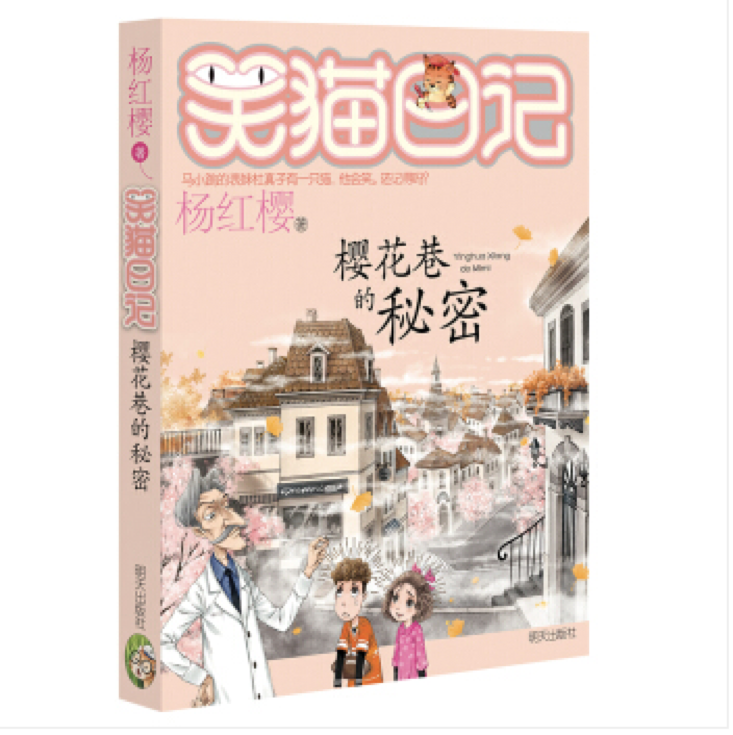 杨红樱
著
笑猫日记
樱花巷的秘密
明天出版社
笑猫日记
马小跳的表妹杜真子有一只猫,他会笑。还记得吗?
杨红樱 著
樱花巷
的秘密
Yinghua Xiang
de Mimi
明天出版社